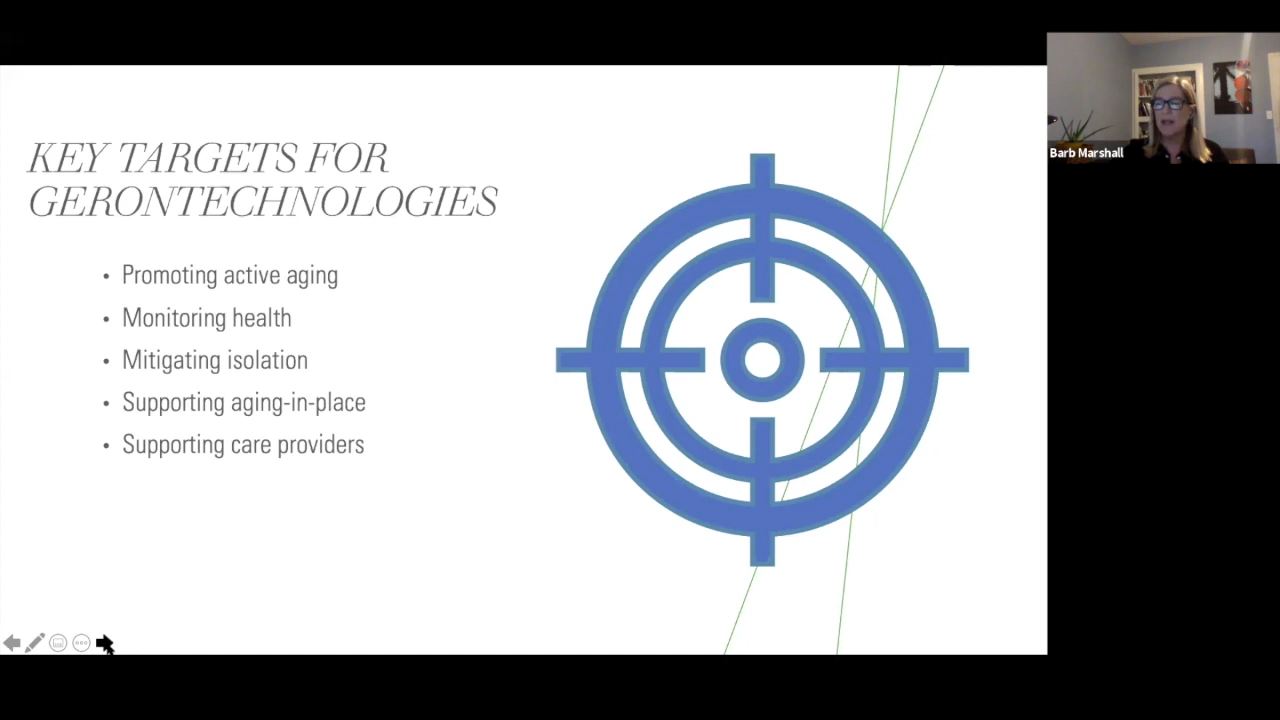 KEY TARGETS FOR
GERONTECHNOLOGIES
• Promoting active aging
• Monitoring health
• Mitigating isolation
• Supporting aging-in-place
• Supporting care providers
Barb Marshall